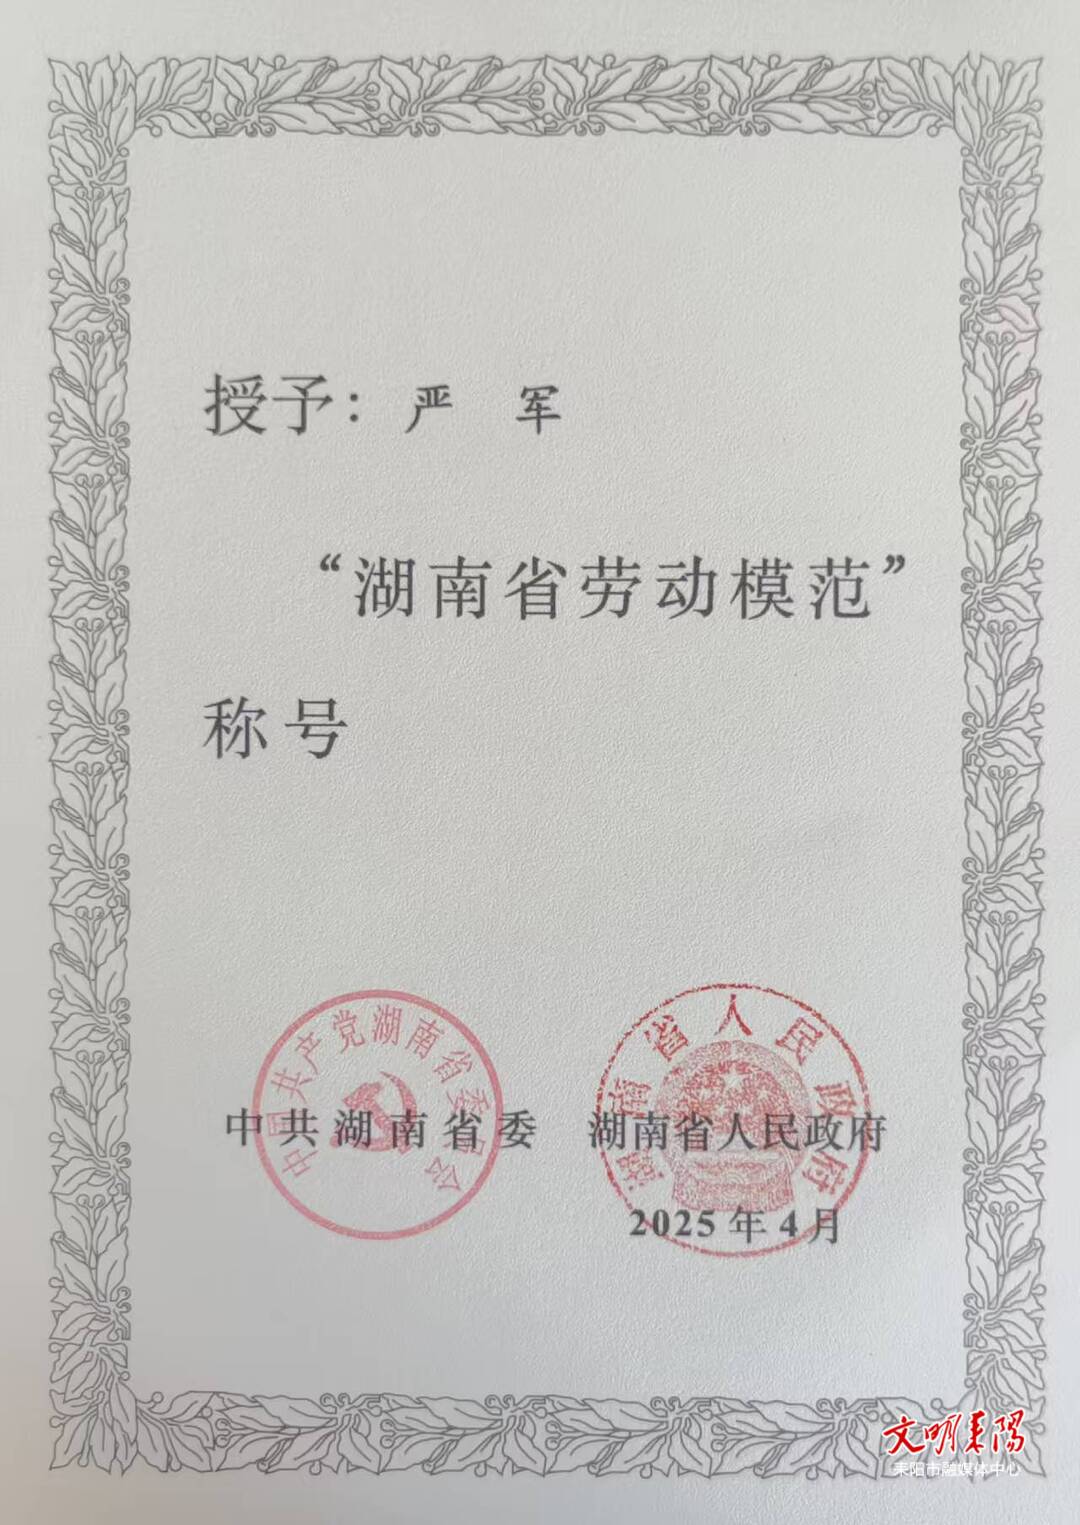 授予：严 军
“湖南省劳动模范”
称号
中国共产党湖南省委员会
中共湖南省委
湖南省人民政府
湖南省人民政府
2025年4月
文明耒陽
耒阳市融媒体中心